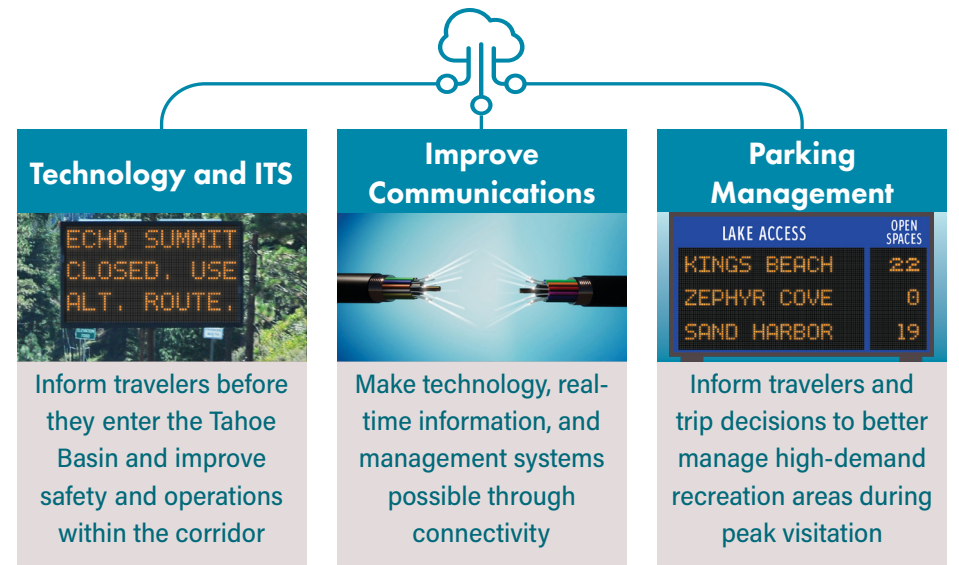 Technology and ITS
ECHO SUMMIT
CLOSED. USE
ALT. ROUTE.
Inform travelers before
they enter the Tahoe
Basin and improve
safety and operations
within the corridor
Improve
Communications
Make technology, real-
time information, and
management systems
possible through
connectivity
Parking
Management
LAKE ACCESS OPEN
SPACES
KINGS BEACH 22
ZEPHYR COVE 0
SAND HARBOR 19
Inform travelers and
trip decisions to better
manage high-demand
recreation areas during
peak visitation